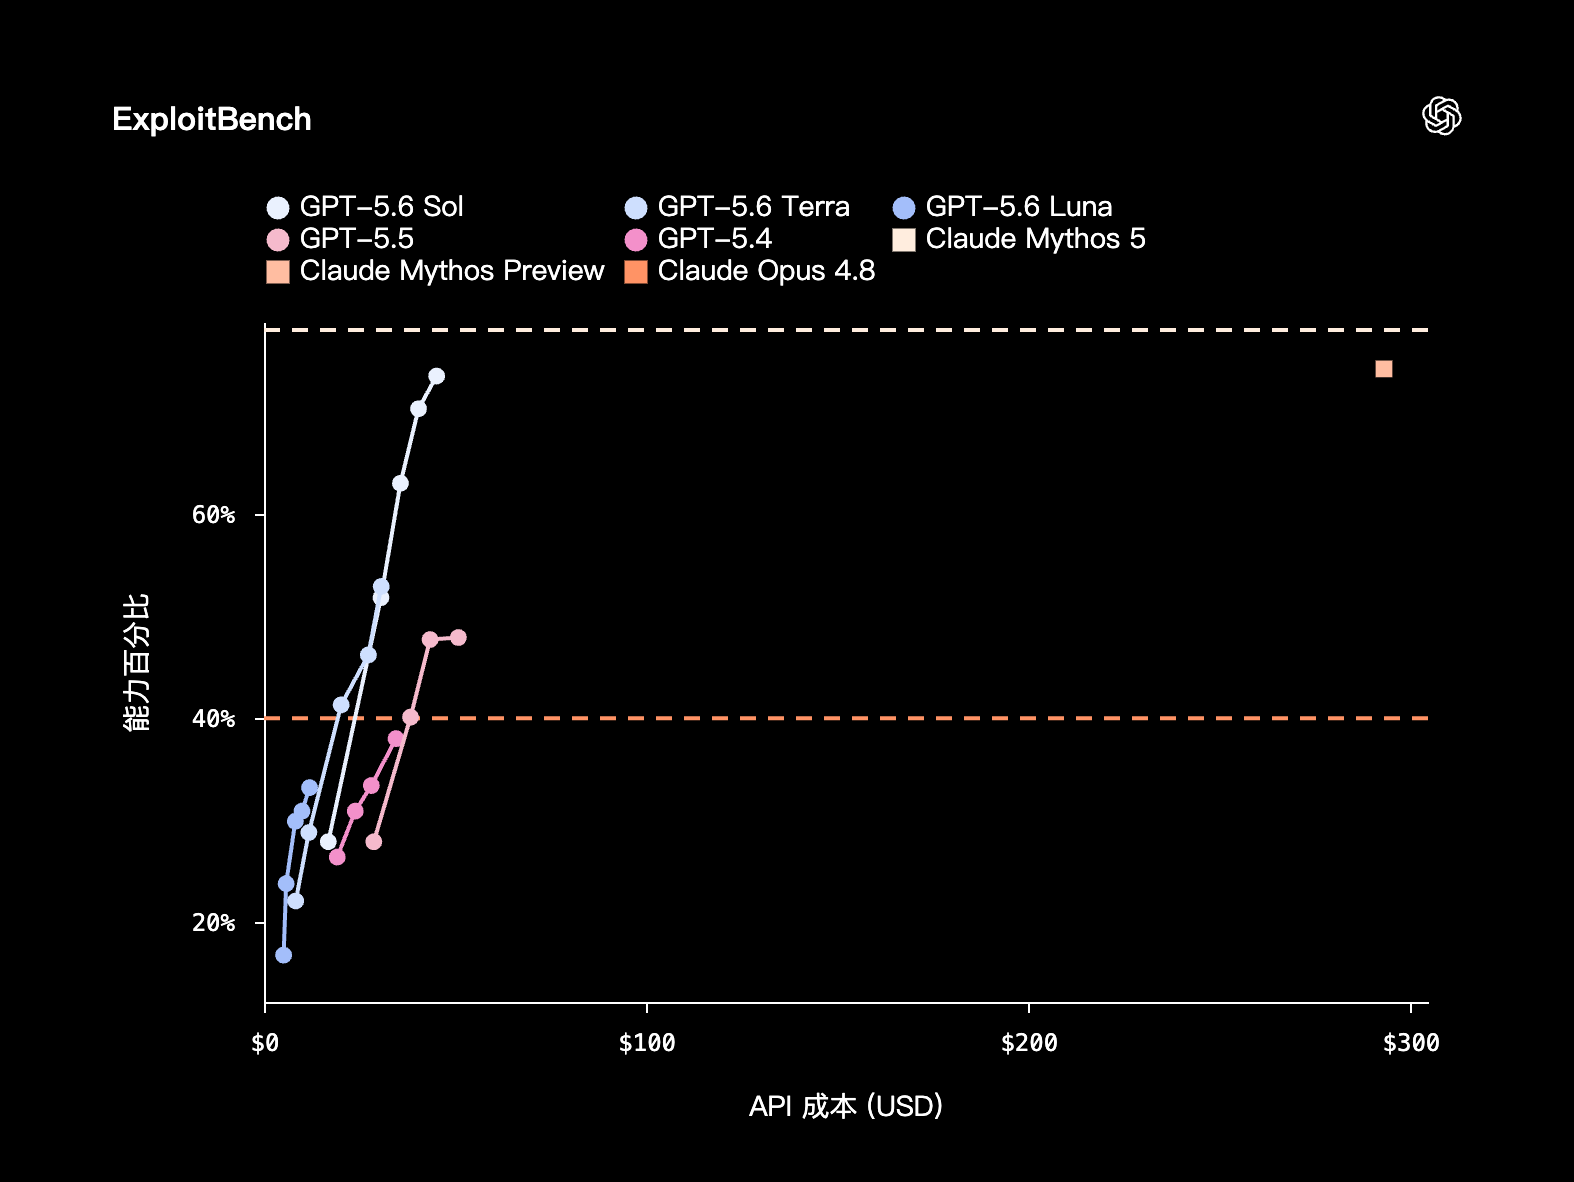 ExploitBench
GPT-5.6 Sol
GPT-5.6 Terra
GPT-5.6 Luna
GPT-5.5
GPT-5.4
Claude Mythos 5
Claude Mythos Preview
Claude Opus 4.8
60%
40%
20%
能力百分比
$0
$100
$200
$300
API 成本 (USD)